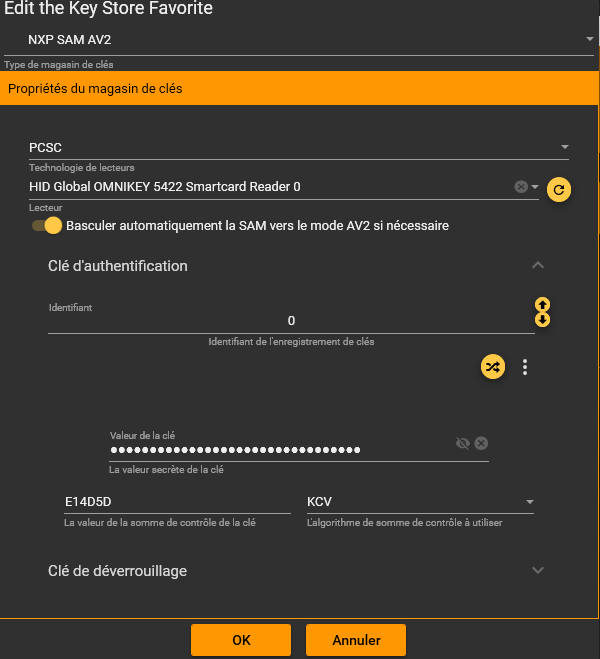 Edit the Key Store Favorite
NXP SAM AV2
Type de magasin de clés
Propriétés du magasin de clés
PCSC
Technologie de lecteurs
HID Global OMNIKEY 5422 Smartcard Reader 0
Lecteur
Basculer automatiquement la SAM vers le mode AV2 si nécessaire
Clé d'authentification
Identifiant
0
Identifiant de l'enregistrement de clés
Valeur de la clé
●●●●●●●●●●●●●●●●●●●●●●●●●●●●●●●●
La valeur secrète de la clé
E14D5D
KCV
La valeur de la somme de contrôle de la clé
L'algorithme de somme de contrôle à utiliser
Clé de déverrouillage
OK
Annuler